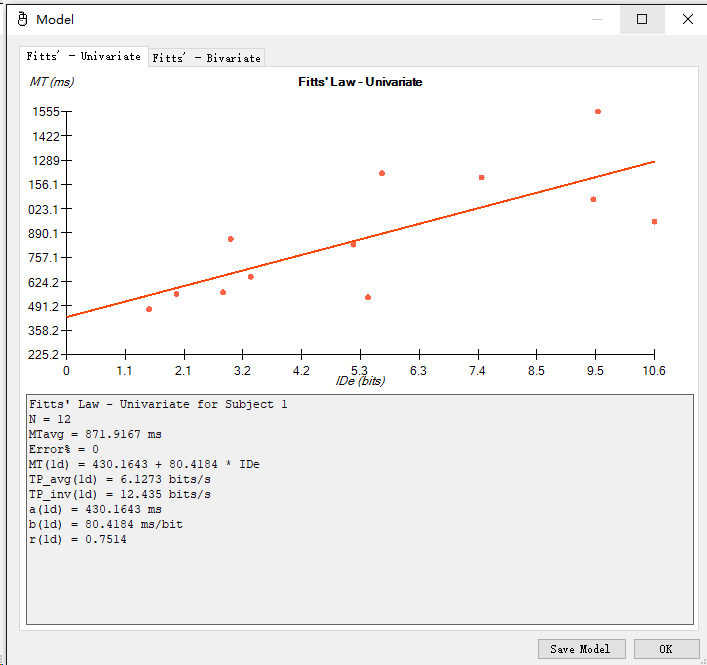 Model
Fitts' - Univariate
Fitts' - Bivariate
MT (ms)
Fitts' Law - Univariate
1555
1422
1289
156.1
023.1
890.1
757.1
624.2
491.2
358.2
225.2
0
1.1
2.1
3.2
4.2
5.3
6.3
7.4
8.5
9.5
10.6
IDe (bits)
Fitts' Law - Univariate for Subject 1
N = 12
MTavg = 871.9167 ms
Error% = 0
MT(1d) = 430.1643 + 80.4184 * IDe
TP_avg(1d) = 6.1273 bits/s
TP_inv(1d) = 12.435 bits/s
a(1d) = 430.1643 ms
b(1d) = 80.4184 ms/bit
r(1d) = 0.7514
Save Model
OK